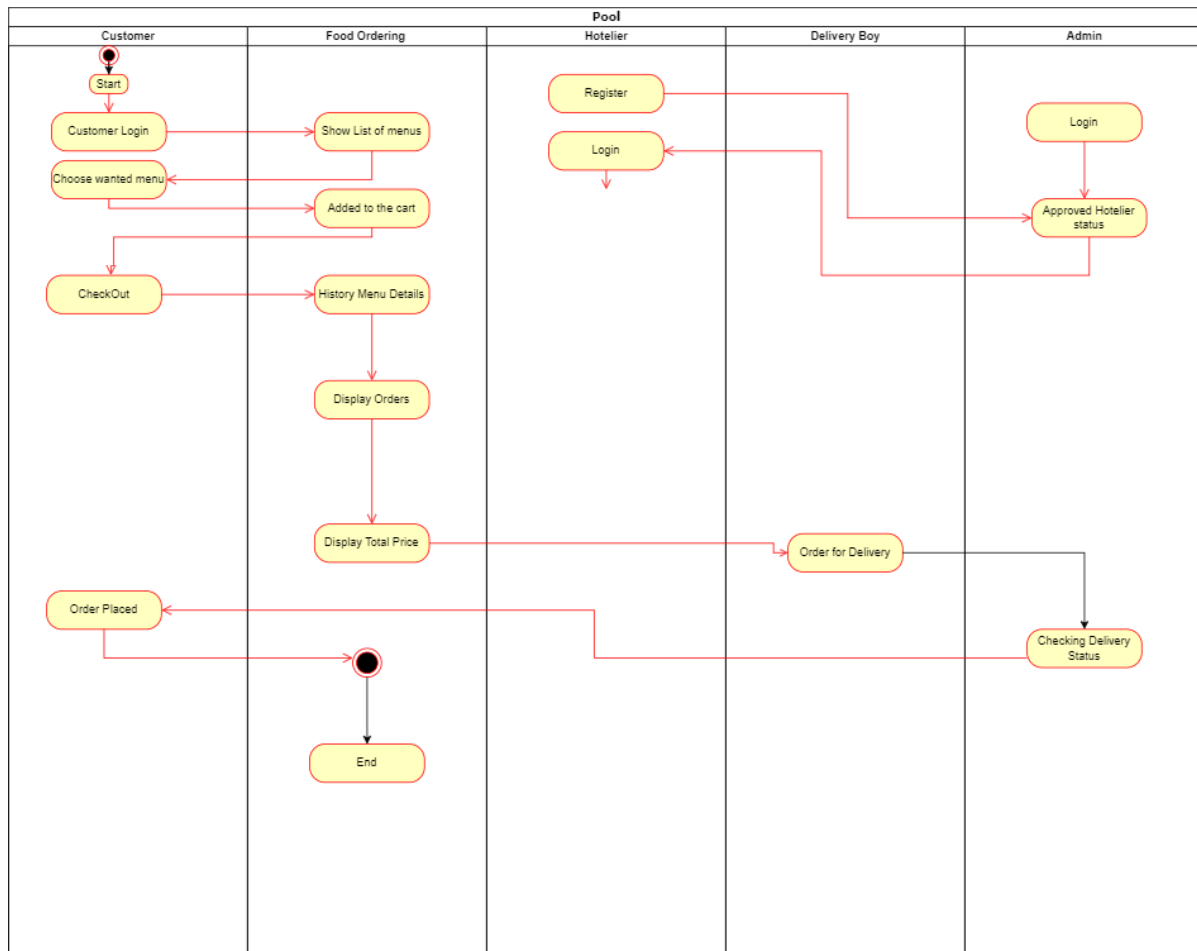 Pool
Customer
Food Ordering
Hotelier
Delivery Boy
Admin
Start
Register
Customer Login
Show List of menus
Login
Login
Choose wanted menu
Added to the cart
Approved Hotelier
status
CheckOut
History Menu Details
Display Orders
Display Total Price
Order for Delivery
Order Placed
Checking Delivery
Status
End